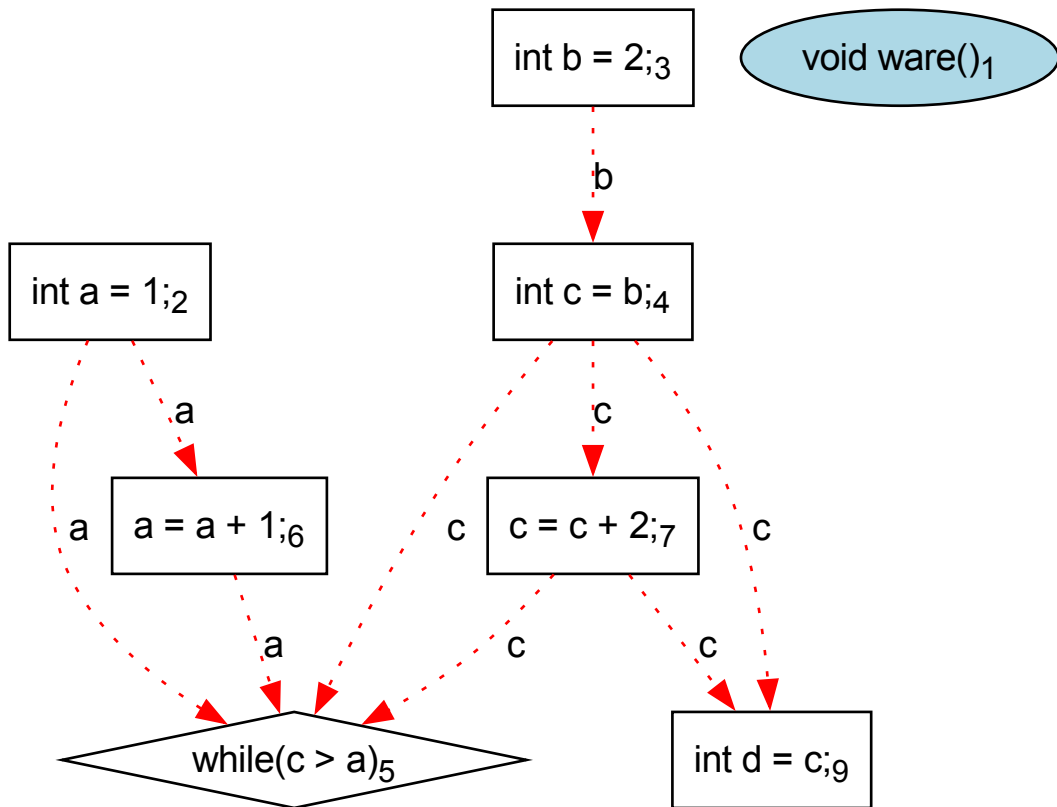 int b = 2;3
void ware()1
b
int a = 1;2
int c = b;4
a
c
a = a + 1;6
c = c + 2;7
a
c
c
a
c
c
while(c > a)5
int d = c;9